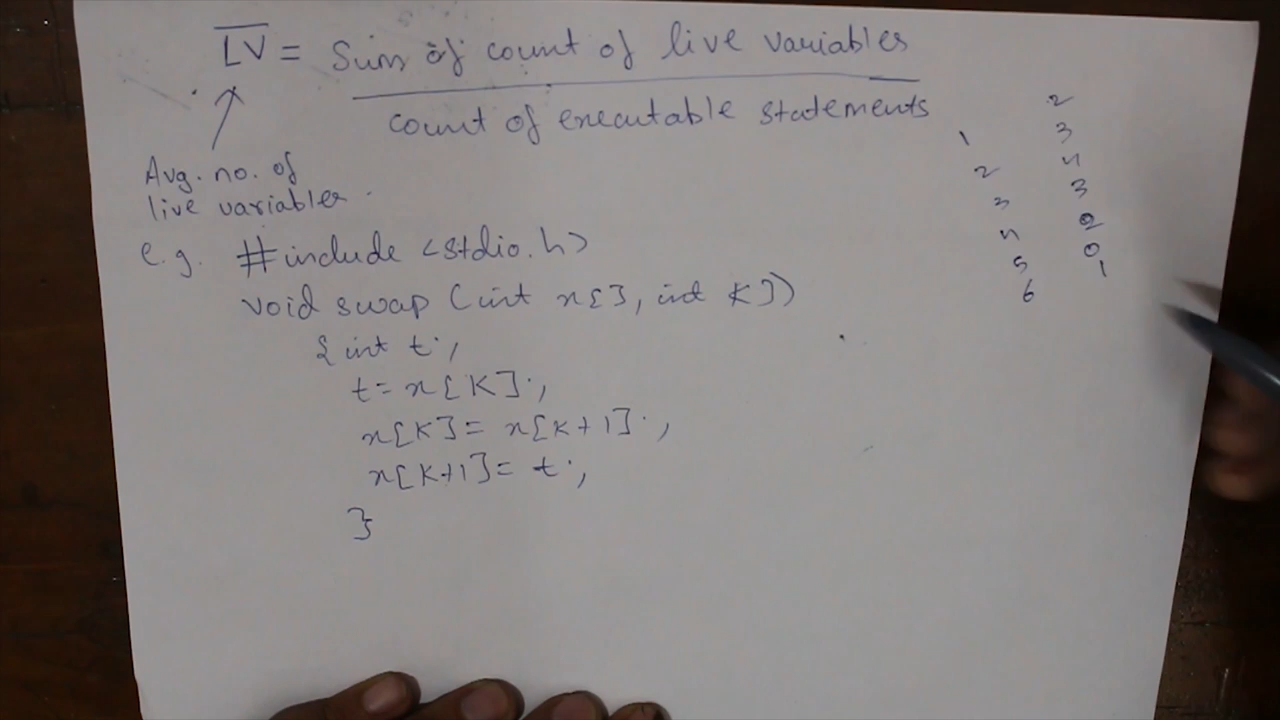 LV = Sum of count of live variables
count of executable statements
Avg. no. of
live variables
e.g. #include <stdio.h>
void swap (int x[], int K])
{ int t;
t = x[K];
x[K] = x[K+1];
x[K+1] = t;
}
1
2
3
4
5
6
2
3
4
3
0
1